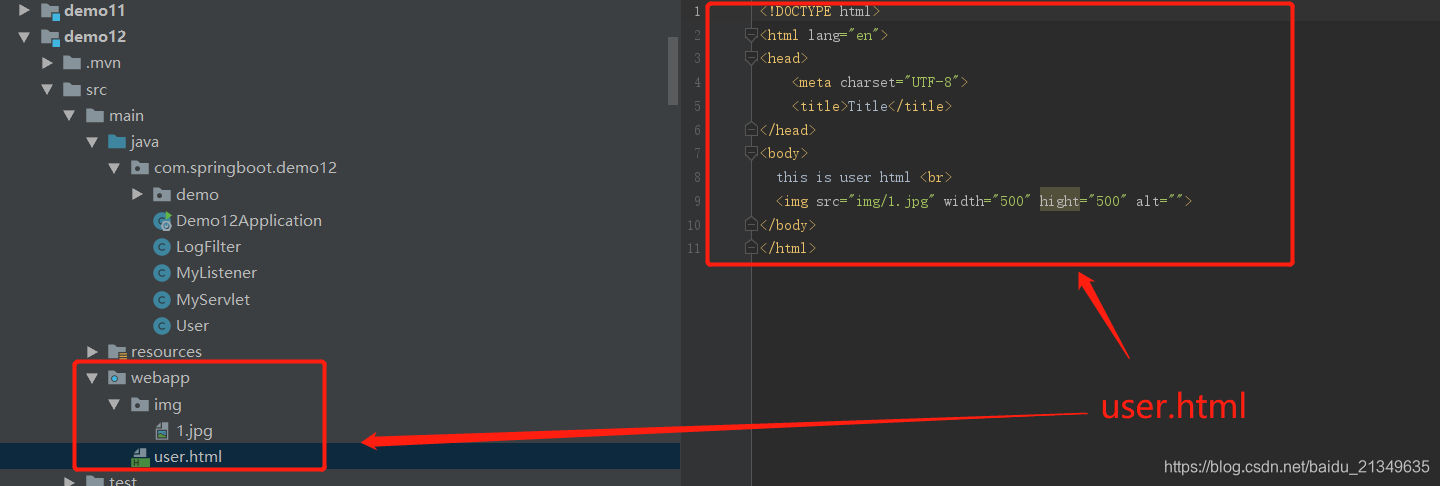 demo11
demo12
.mvn
src
main
java
com.springboot.demo12
demo
Demo12Application
LogFilter
MyListener
MyServlet
User
resources
webapp
img
1.jpg
user.html
test
1 <!DOCTYPE html>
2 <html lang="en">
3 <head>
4 <meta charset="UTF-8">
5 <title>Title</title>
6 </head>
7 <body>
8 this is user html <br>
9 <img src="img/1.jpg" width="500" hight="500" alt="">
10 </body>
11 </html>
user.html
https://blog.csdn.net/baidu_21349635